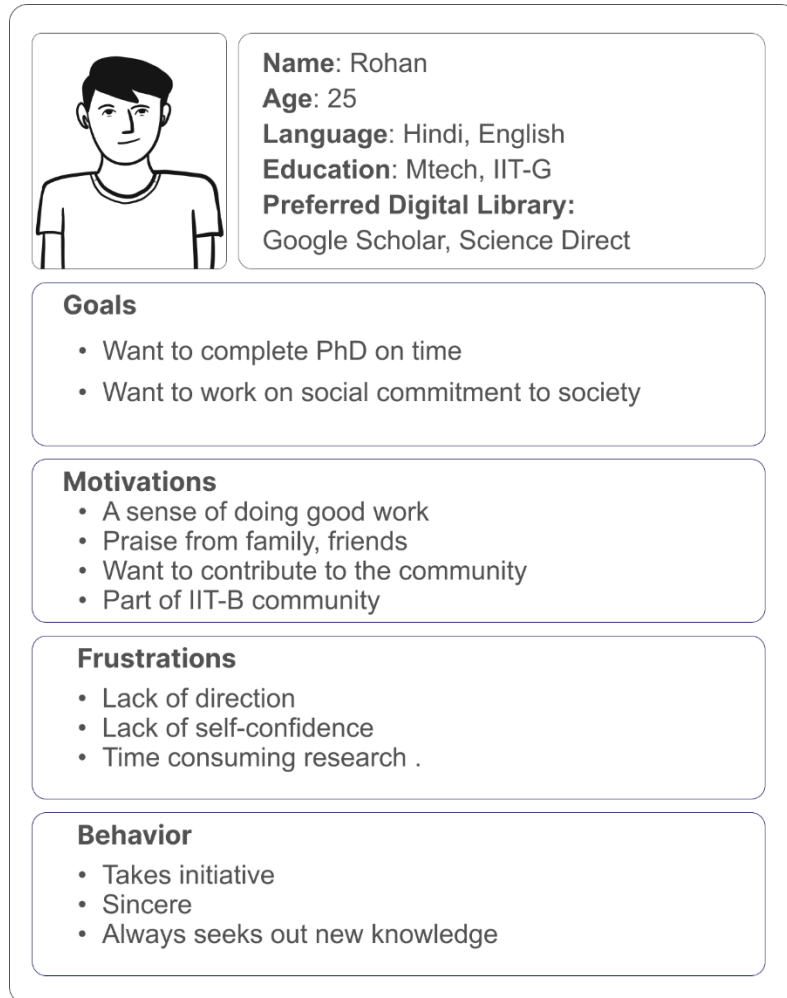 Name: Rohan
Age: 25
Language: Hindi, English
Education: Mtech, IIT-G
Preferred Digital Library:
Google Scholar, Science Direct
Goals
• Want to complete PhD on time
• Want to work on social commitment to society
Motivations
• A sense of doing good work
• Praise from family, friends
• Want to contribute to the community
• Part of IIT-B community
Frustrations
• Lack of direction
• Lack of self-confidence
• Time consuming research .
Behavior
• Takes initiative
• Sincere
• Always seeks out new knowledge